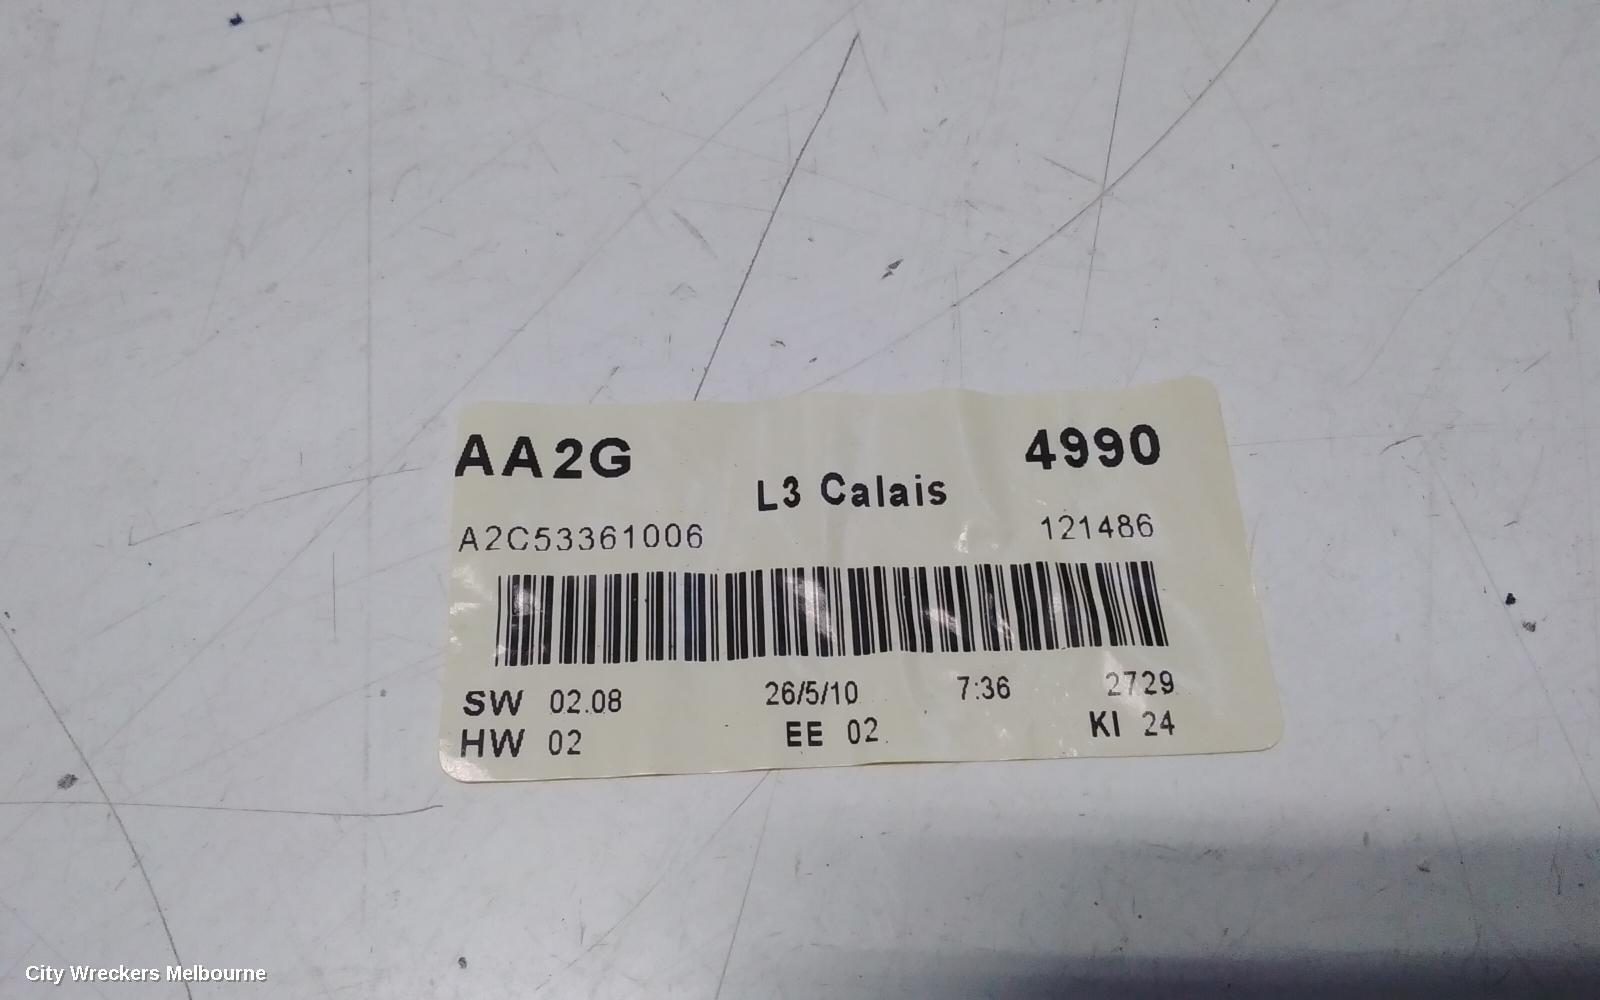 AA2G 4990
L3 Calais
A2C53361006 121486
SW 02.08 26/5/10 7:36 2729
HW 02 EE 02 KI 24
City Wreckers Melbourne